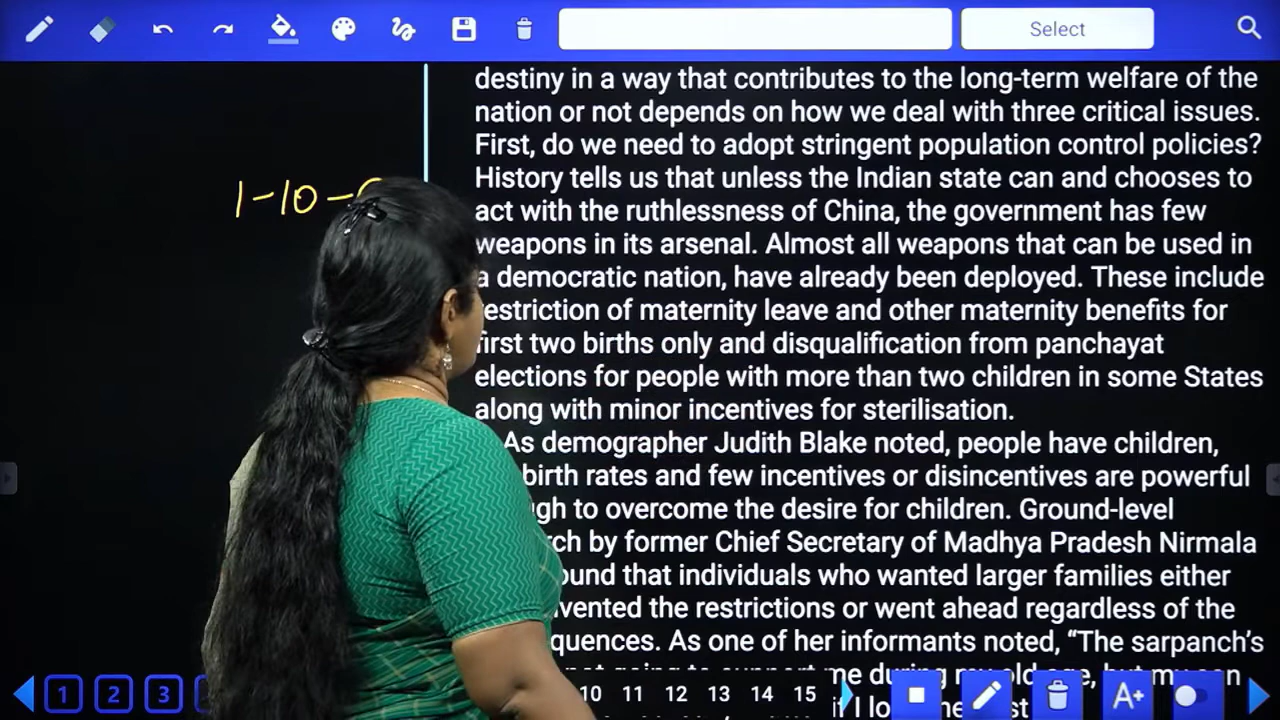 Select
1-10-
destiny in a way that contributes to the long-term welfare of the
nation or not depends on how we deal with three critical issues.
First, do we need to adopt stringent population control policies?
History tells us that unless the Indian state can and chooses to
act with the ruthlessness of China, the government has few
weapons in its arsenal. Almost all weapons that can be used in
a democratic nation, have already been deployed. These include
restriction of maternity leave and other maternity benefits for
first two births only and disqualification from panchayat
elections for people with more than two children in some States
along with minor incentives for sterilisation.
As demographer Judith Blake noted, people have children,
birth rates and few incentives or disincentives are powerful
to overcome the desire for children. Ground-level
by former Chief Secretary of Madhya Pradesh Nirmala
that individuals who wanted larger families either
the restrictions or went ahead regardless of the
As one of her informants noted, “The sarpanch's
me during my old age, but my son
1 2 3 10 11 12 13 14 15 A+